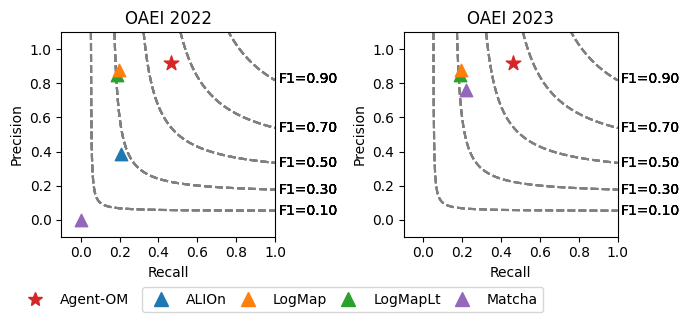 OAEI 2022
Precision
1.0
0.8
0.6
0.4
0.2
0.0
F1=0.90
F1=0.70
F1=0.50
F1=0.30
F1=0.10
0.0 0.2 0.4 0.6 0.8 1.0
Recall
OAEI 2023
Precision
1.0
0.8
0.6
0.4
0.2
0.0
F1=0.90
F1=0.70
F1=0.50
F1=0.30
F1=0.10
0.0 0.2 0.4 0.6 0.8 1.0
Recall
Agent-OM ALIOn LogMap LogMapLt Matcha